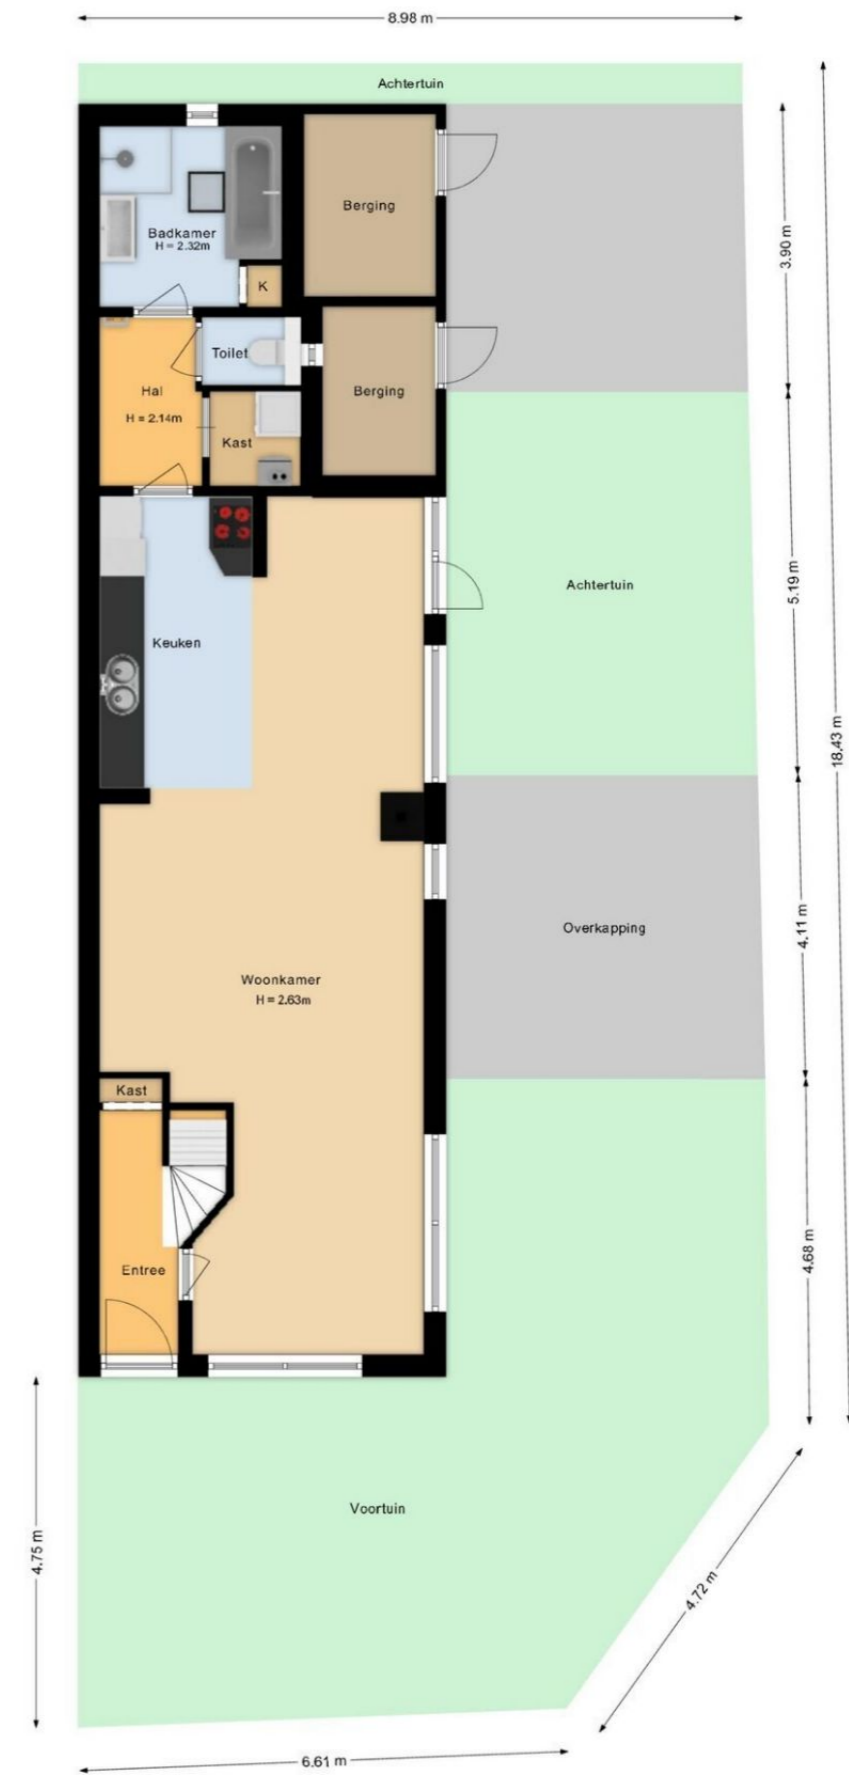 8.98 m
Achtertuin
Berging
Badkamer
H = 2.32m
3.90 m
K
Toilet
Hal
H = 2.14m
Berging
Kast
Achtertuin
5.19 m
Keuken
18.43 m
Overkapping
4.11 m
Woonkamer
H = 2.63m
Kast
Entree
4.68 m
Voortuin
4.75 m
4.72 m
6.61 m